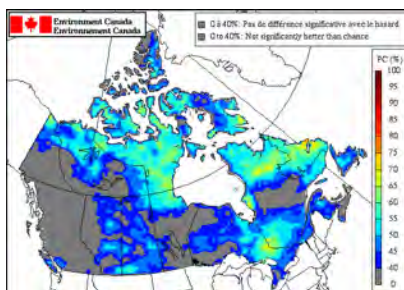 Environment Canada
Environnement Canada
0 à 40%: Pas de différence significative avec le hasard
0 to 40%: Not significantly better than chance
PC (%)
100
95
90
85
80
75
70
65
60
55
50
45
40
0